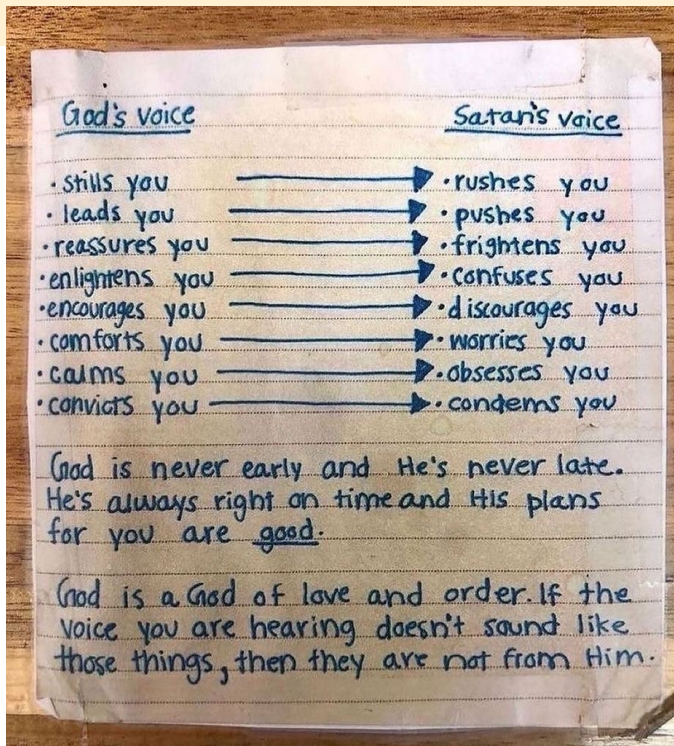 God's voice Satan's voice
• stills you → • rushes you
• leads you → • pushes you
• reassures you → • frightens you
• enlightens you → • confuses you
• encourages you → • discourages you
• comforts you → • worries you
• calms you → • obsesses you
• convicts you → • condems you
God is never early and He's never late.
He's always right on time and His plans
for you are good.
God is a God of love and order. If the
voice you are hearing doesn't sound like
those things, then they are not from Him.